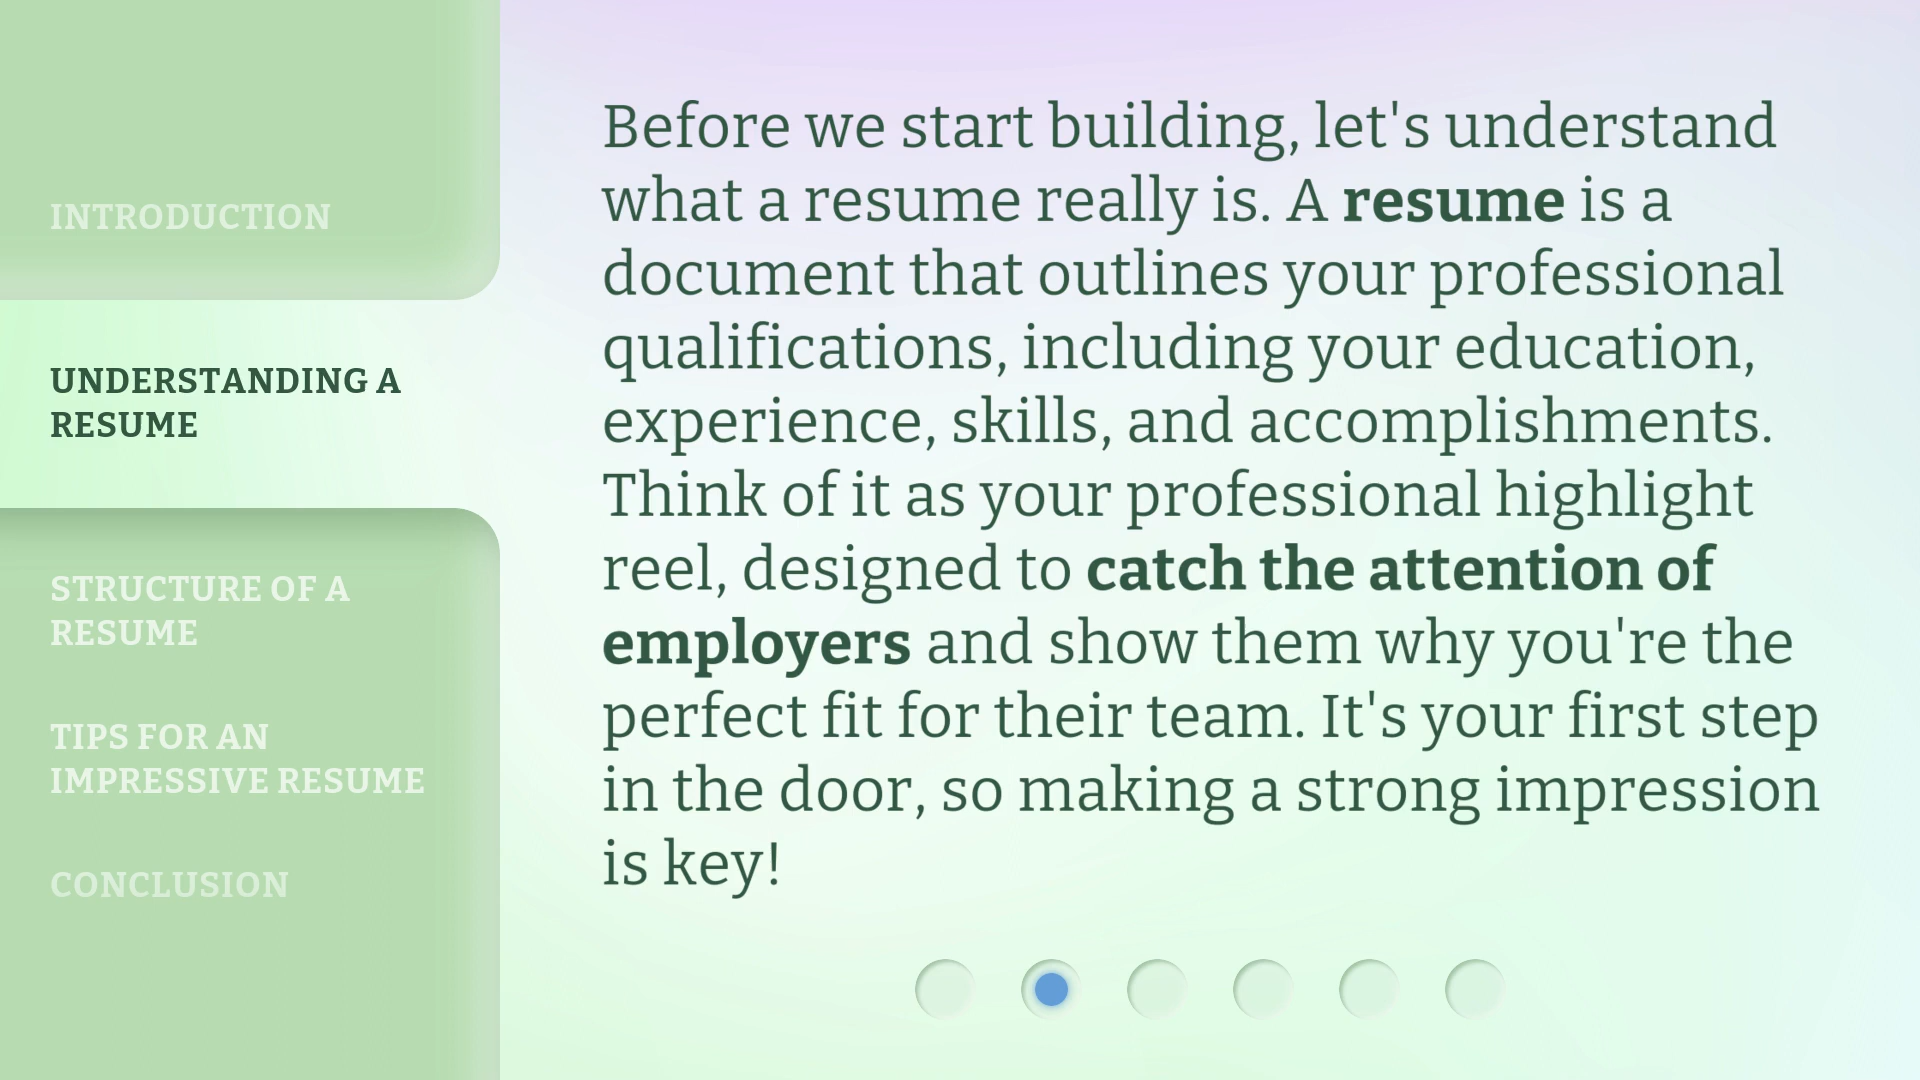 INTRODUCTION
UNDERSTANDING A
RESUME
STRUCTURE OF A
RESUME
TIPS FOR AN
IMPRESSIVE RESUME
CONCLUSION
Before we start building, let's understand
what a resume really is. A resume is a
document that outlines your professional
qualifications, including your education,
experience, skills, and accomplishments.
Think of it as your professional highlight
reel, designed to catch the attention of
employers and show them why you're the
perfect fit for their team. It's your first step
in the door, so making a strong impression
is key!